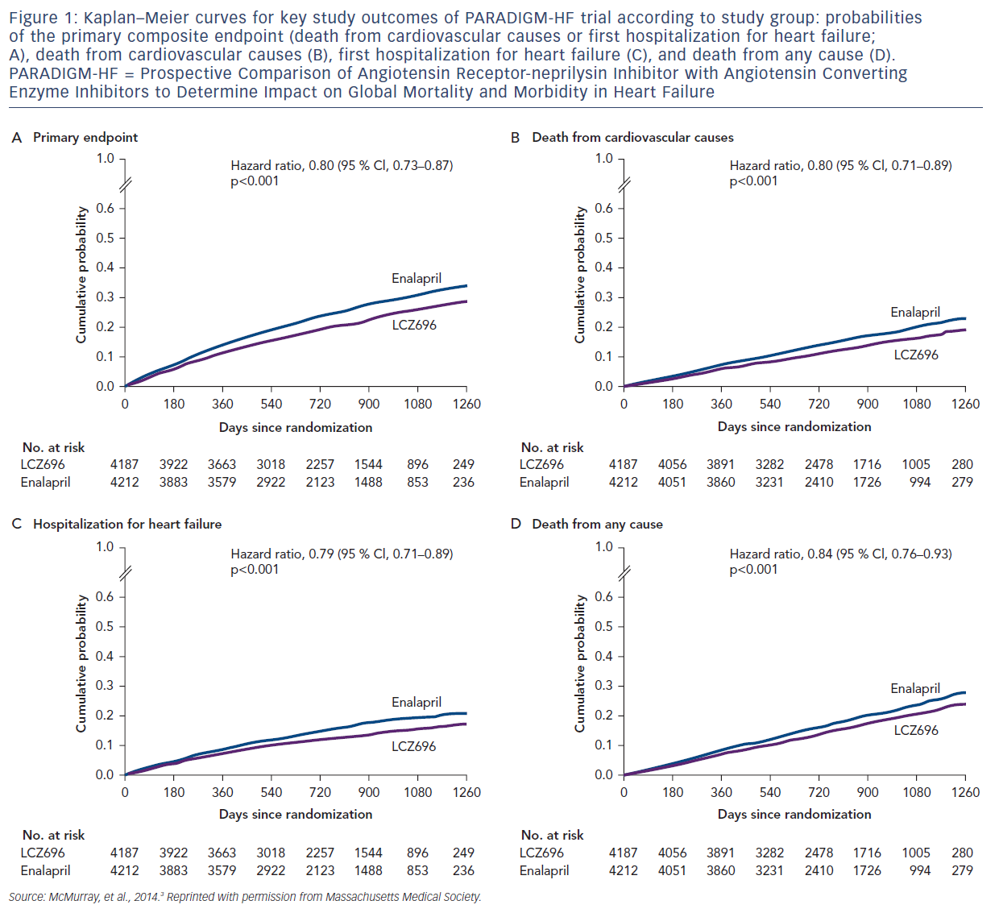 Figure 1: Kaplan–Meier curves for key study outcomes of PARADIGM-HF trial according to study group: probabilities
of the primary composite endpoint (death from cardiovascular causes or first hospitalization for heart failure;
A), death from cardiovascular causes (B), first hospitalization for heart failure (C), and death from any cause (D).
PARADIGM-HF = Prospective Comparison of Angiotensin Receptor-neprilysin Inhibitor with Angiotensin Converting
Enzyme Inhibitors to Determine Impact on Global Mortality and Morbidity in Heart Failure
A Primary endpoint
Hazard ratio, 0.80 (95 % CI, 0.73–0.87)
p<0.001
Cumulative probability
1.0
0.6
0.5
0.4
0.3
0.2
0.1
0.0
Enalapril
LCZ696
0 180 360 540 720 900 1080 1260
Days since randomization
No. at risk
LCZ696 4187 3922 3663 3018 2257 1544 896 249
Enalapril 4212 3883 3579 2922 2123 1488 853 236
B Death from cardiovascular causes
Hazard ratio, 0.80 (95 % CI, 0.71–0.89)
p<0.001
Cumulative probability
1.0
0.6
0.5
0.4
0.3
0.2
0.1
0.0
Enalapril
LCZ696
0 180 360 540 720 900 1080 1260
Days since randomization
No. at risk
LCZ696 4187 4056 3891 3282 2478 1716 1005 280
Enalapril 4212 4051 3860 3231 2410 1726 994 279
C Hospitalization for heart failure
Hazard ratio, 0.79 (95 % CI, 0.71–0.89)
p<0.001
Cumulative probability
1.0
0.6
0.5
0.4
0.3
0.2
0.1
0.0
Enalapril
LCZ696
0 180 360 540 720 900 1080 1260
Days since randomization
No. at risk
LCZ696 4187 3922 3663 3018 2257 1544 896 249
Enalapril 4212 3883 3579 2922 2123 1488 853 236
D Death from any cause
Hazard ratio, 0.84 (95 % CI, 0.76–0.93)
p<0.001
Cumulative probability
1.0
0.6
0.5
0.4
0.3
0.2
0.1
0.0
Enalapril
LCZ696
0 180 360 540 720 900 1080 1260
Days since randomization
No. at risk
LCZ696 4187 4056 3891 3282 2478 1716 1005 280
Enalapril 4212 4051 3860 3231 2410 1726 994 279
Source: McMurray, et al., 2014.³ Reprinted with permission from Massachusetts Medical Society.